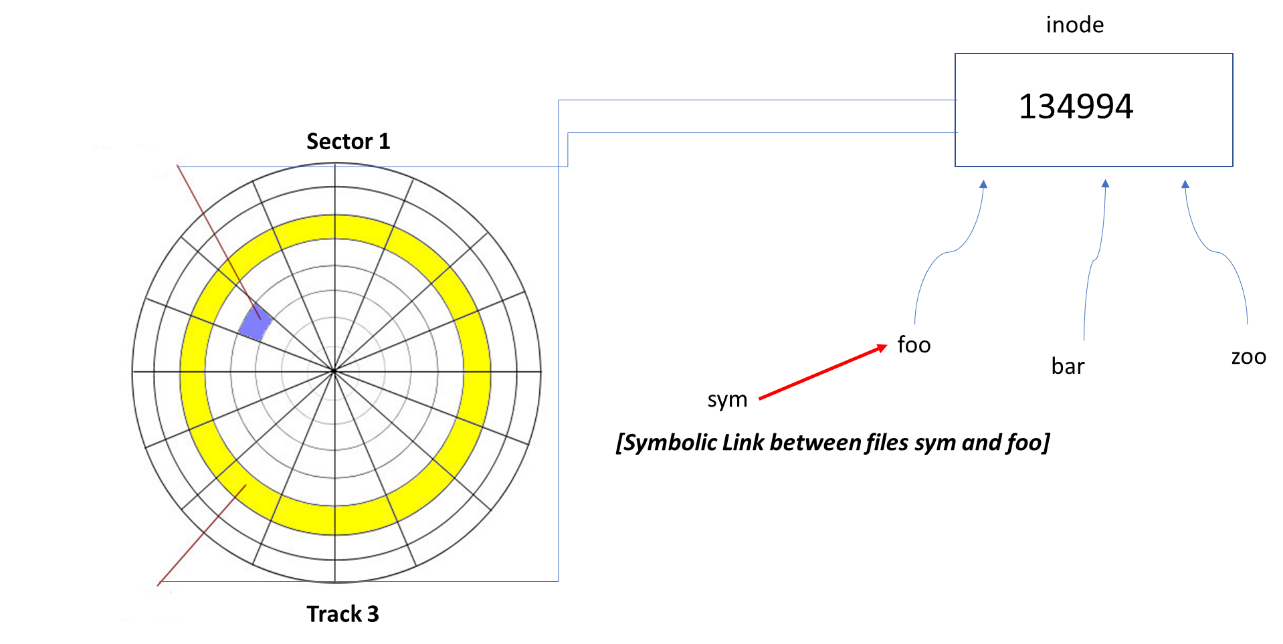 inode
134994
Sector 1
foo
bar
zoo
sym
[Symbolic Link between files sym and foo]
Track 3